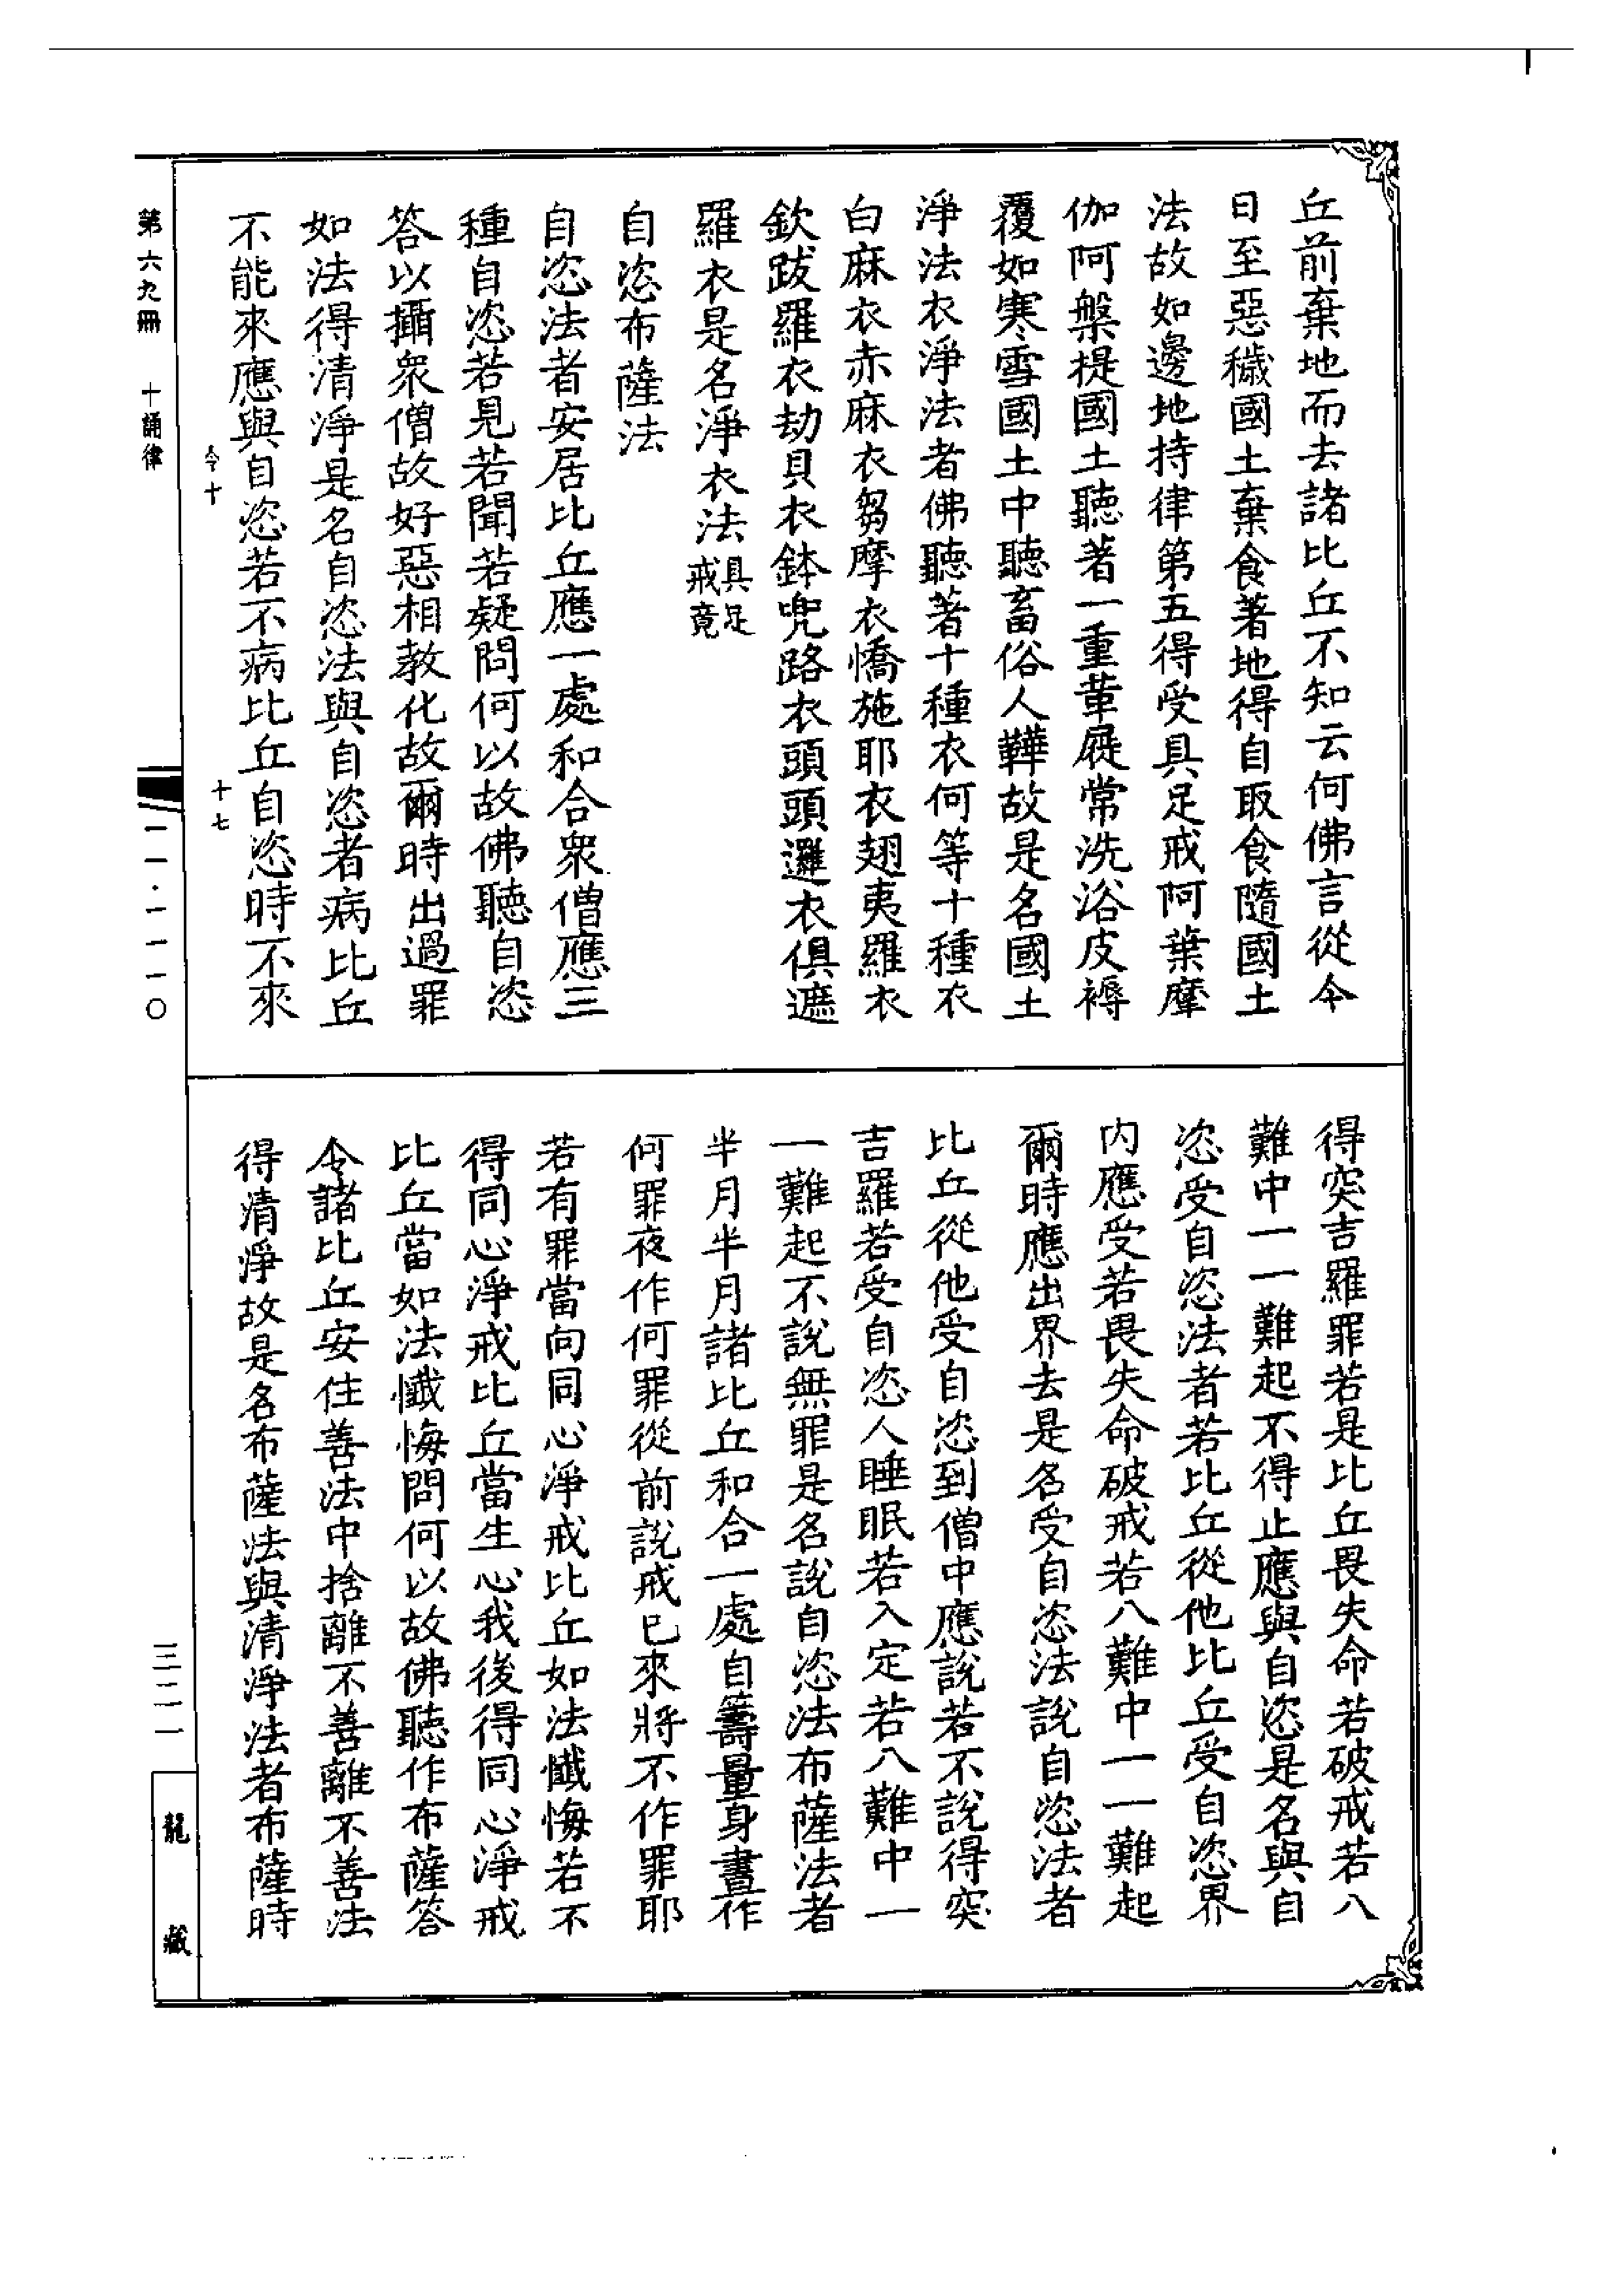 丘前棄地而去諸比丘不知云何佛言從今
日至惡穢國土棄食著地得自取食隨國土
法故如邊地持律第五得受具足戒阿葉摩
伽阿槃提國土聽著一重革屣常洗浴皮褥
覆如寒雪國土中聽畜俗人鞾故是名國土
淨法衣淨法者佛聽著十種衣何等十種衣
白麻衣赤麻衣芻摩衣憍施耶衣翅夷羅衣
欽跋羅衣劫貝衣鉢兜路衣頭頭邏衣俱遮
羅衣是名淨衣法具足戒竟
自恣布薩法
自恣法者安居比丘應一處和合眾僧應三
種自恣若見若聞若疑問何以故佛聽自恣
答以攝眾僧故好惡相教化故爾時出過罪
如法得清淨是名自恣法與自恣者病比丘
不能來應與自恣若不病比丘自恣時不來
得突吉羅罪若是比丘畏失命若破戒若八
難中一一難起不得止應與自恣是名與自
恣受自恣法者若比丘從他比丘受自恣界
内應受若畏失命破戒若八難中一一難起
爾時應出界去是名受自恣法說自恣法者
比丘從他受自恣到僧中應說若不說得突
吉羅若受自恣人睡眠若入定若八難中一
一難起不說無罪是名說自恣法布薩法者
半月半月諸比丘和合一處自籌量身晝作
何罪夜作何罪從前說戒已來將不作罪耶
若有罪當向同心淨戒比丘如法懺悔若不
得同心淨戒比丘當生心我後得同心淨戒
比丘當如法懺悔問何以故佛聽作布薩答
令諸比丘安住善法中捨離不善離不善法
得清淨故是名布薩法與清淨法者布薩時
令十 十七
第六九冊 十誦律
一一·一一一〇
三二一
龍藏